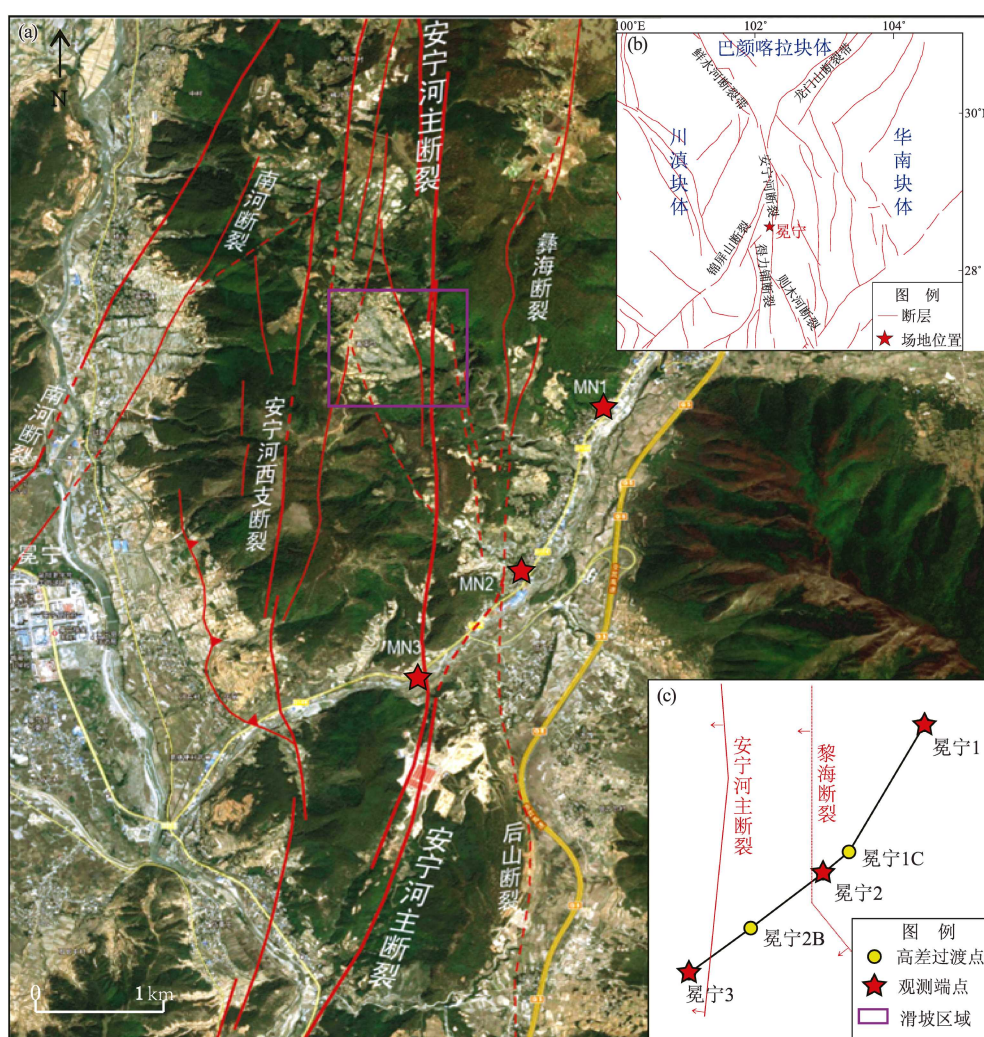 (a)
N
安宁河主断裂
南河断裂
彝海断裂
南河断裂
安宁河西支断裂
冕宁
MN1
MN2
MN3
后山断裂
安宁河主断裂
0 1 km
(b)
100°E 102° 104°
巴颜喀拉块体
鲜水河断裂带
龙门山断裂带
30°
川滇块体
华南块体
安宁河断裂
冕宁
锦屏山断裂
得力铺断裂
则木河断裂
28°
图 例
断层
场地位置
(c)
安宁河主断裂
黎海断裂
冕宁1
冕宁1C
冕宁2
冕宁2B
冕宁3
图 例
高差过渡点
观测端点
滑坡区域